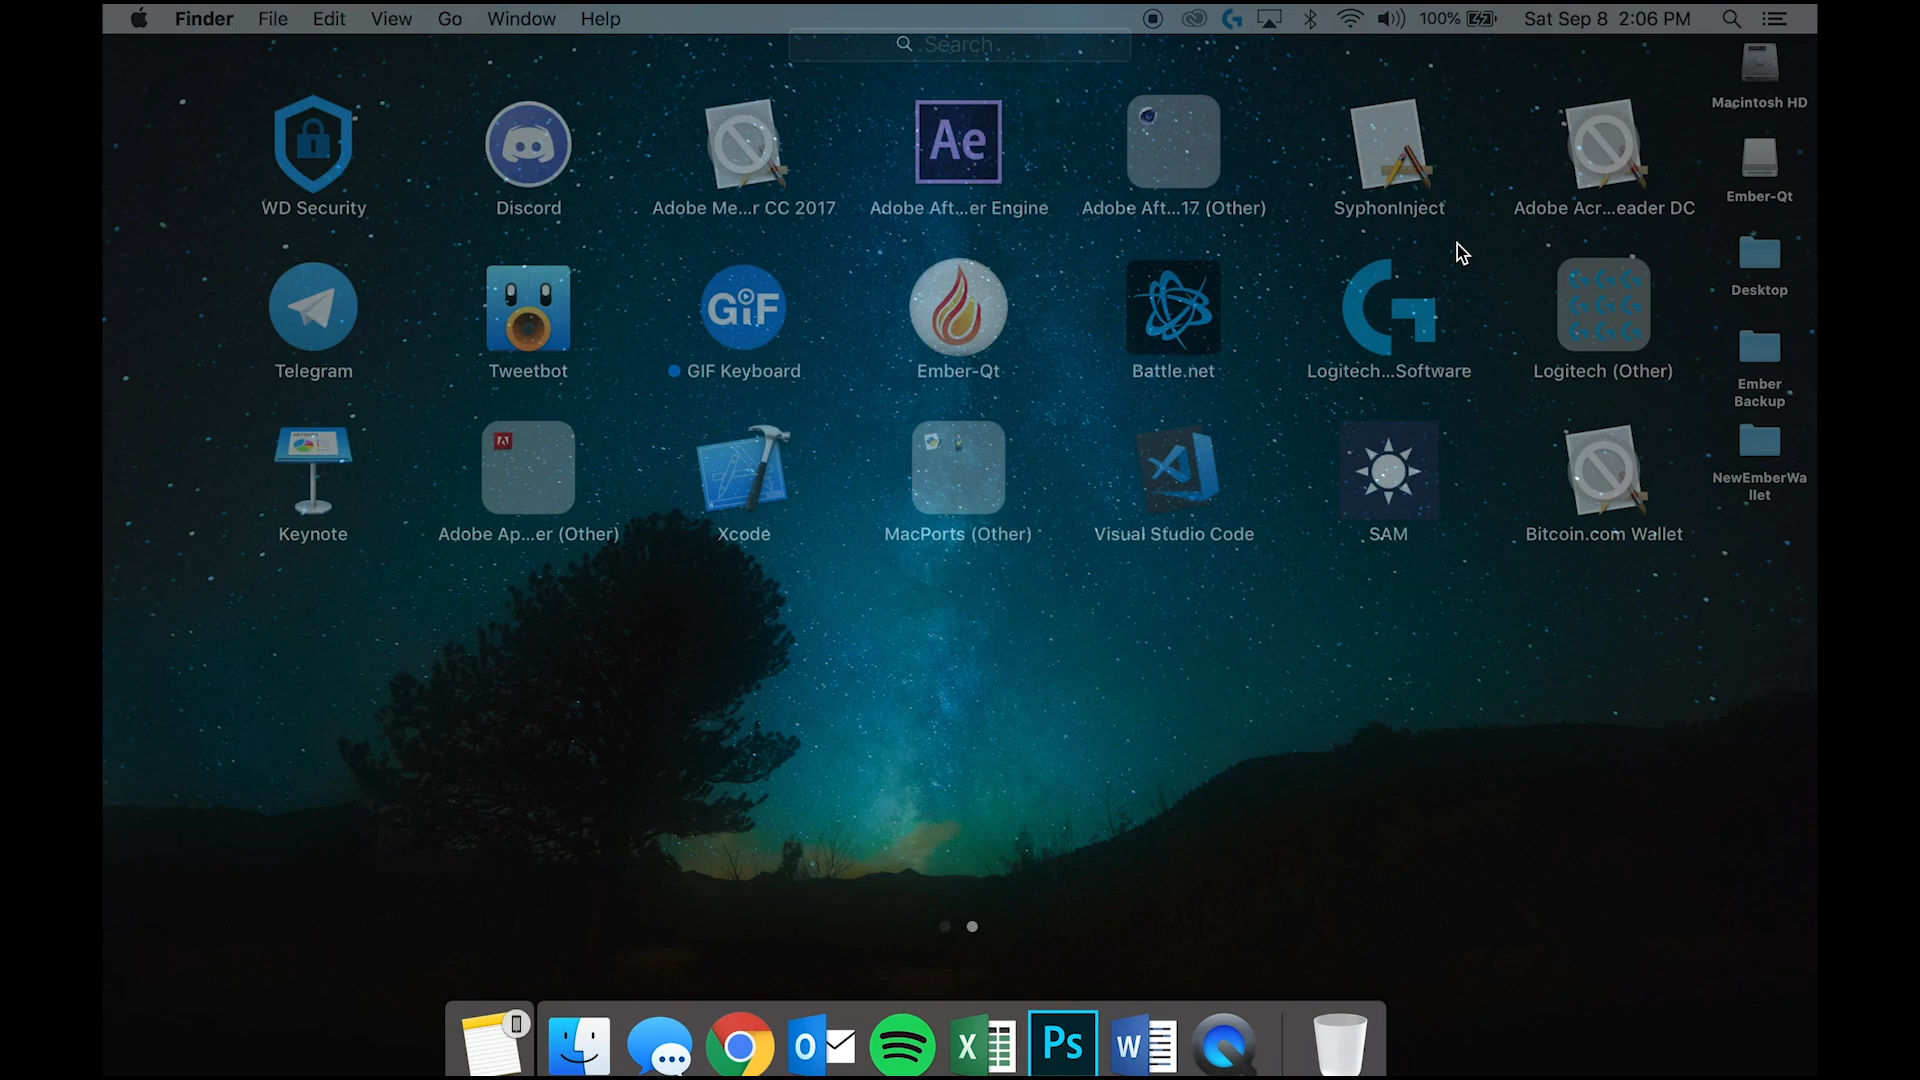 Finder File Edit View Go Window Help 100% Sat Sep 8 2:06 PM
Search
Macintosh HD
WD Security Discord Adobe Me...r CC 2017 Ae Adobe Aft...er Engine Adobe Aft...17 (Other) SyphonInject Adobe Acr...eader DC
Ember-Qt
Desktop
GIF
Telegram Tweetbot GIF Keyboard Ember-Qt Battle.net Logitech...Software Logitech (Other)
Ember
Backup
NewEmberWa
llet
Keynote Adobe Ap...er (Other) Xcode MacPorts (Other) Visual Studio Code SAM Bitcoin.com Wallet
O X Ps W